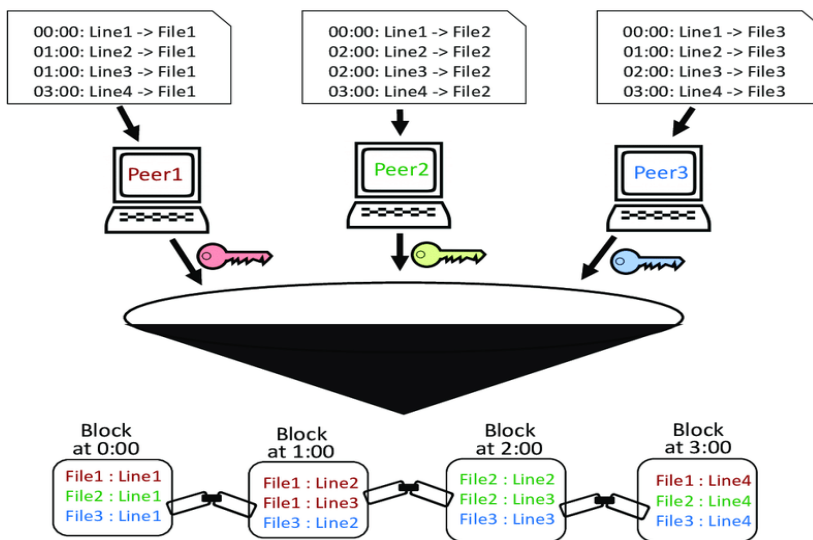 00:00: Line1 -> File1
01:00: Line2 -> File1
01:00: Line3 -> File1
03:00: Line4 -> File1
00:00: Line1 -> File2
02:00: Line2 -> File2
02:00: Line3 -> File2
03:00: Line4 -> File2
00:00: Line1 -> File3
01:00: Line2 -> File3
02:00: Line3 -> File3
03:00: Line4 -> File3
Peer1
Peer2
Peer3
Block
at 0:00
File1 : Line1
File2 : Line1
File3 : Line1
Block
at 1:00
File1 : Line2
File1 : Line3
File3 : Line2
Block
at 2:00
File2 : Line2
File2 : Line3
File3 : Line3
Block
at 3:00
File1 : Line4
File2 : Line4
File3 : Line4